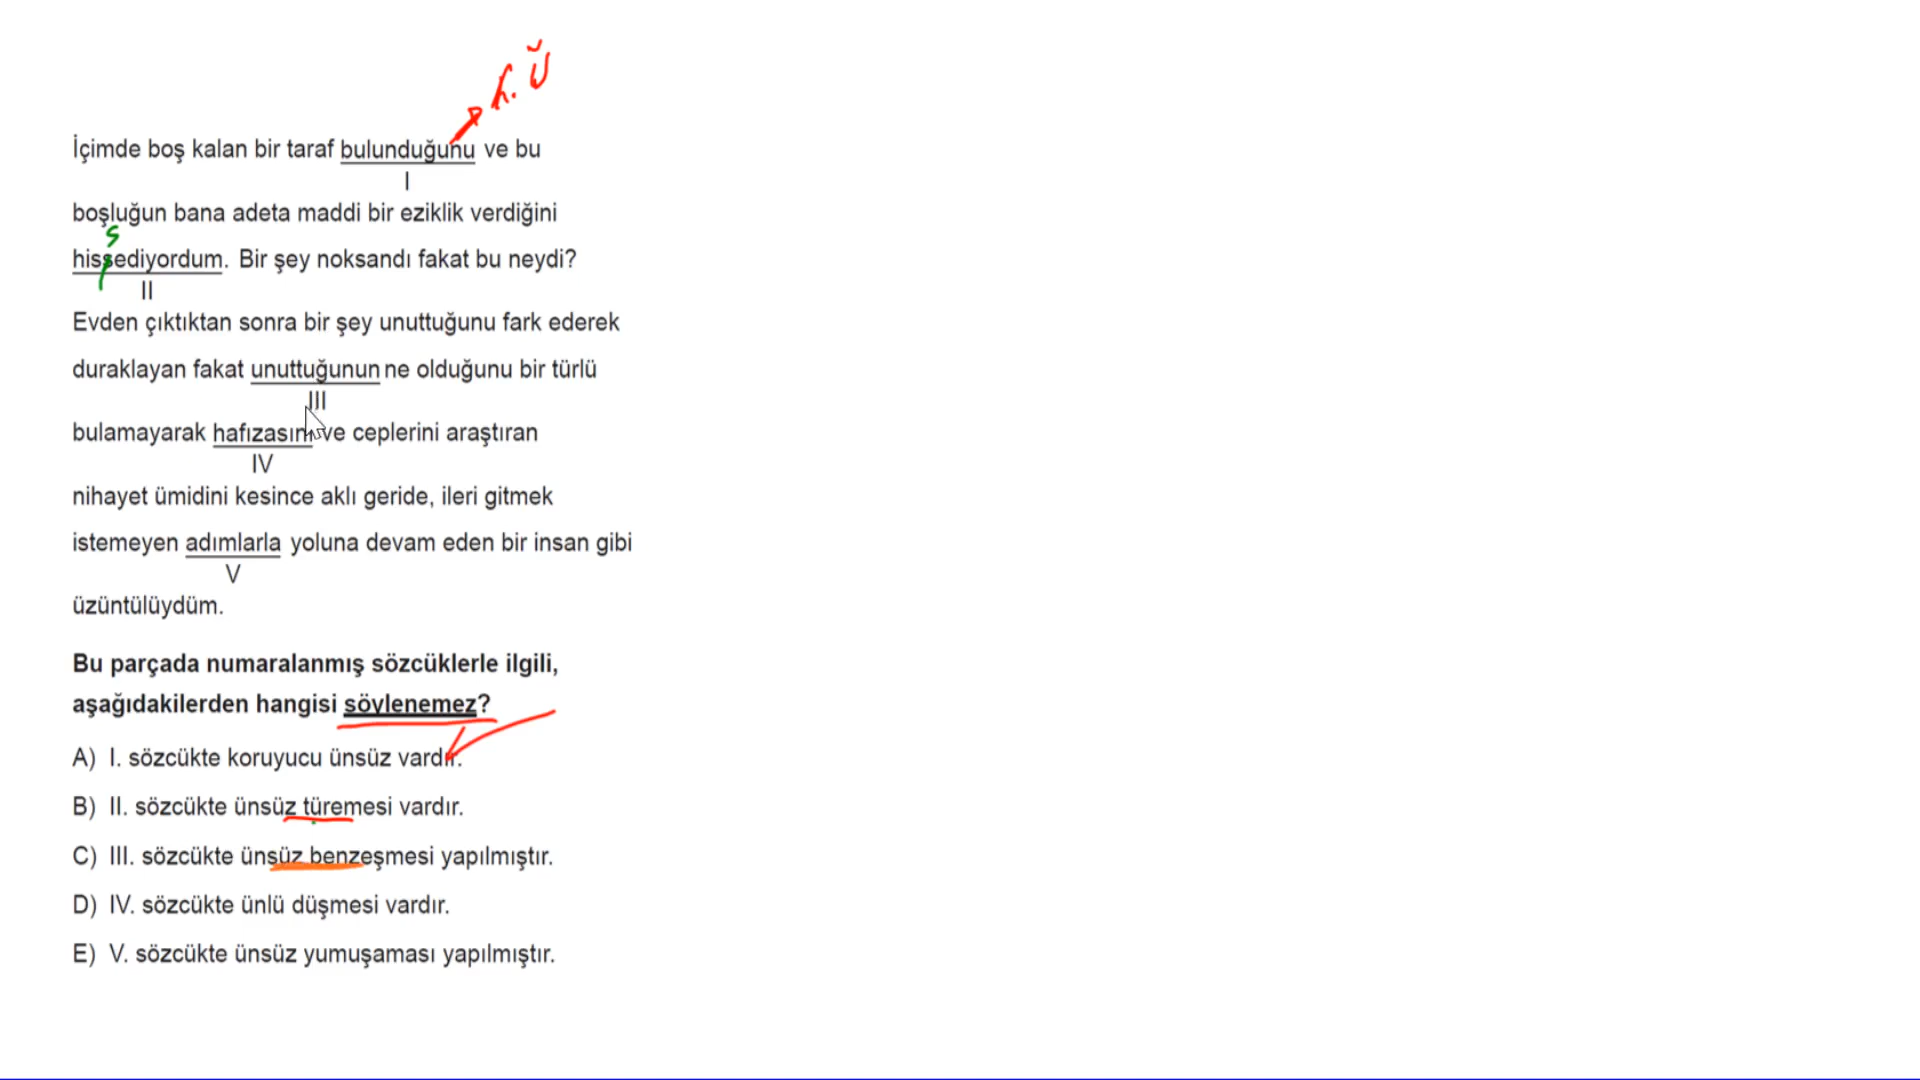 h. Ü
İçimde boş kalan bir taraf bulunduğunu ve bu
I
boşluğun bana adeta maddi bir eziklik verdiğini
s
hissediyordum. Bir şey noksandı fakat bu neydi?
II
Evden çıktıktan sonra bir şey unuttuğunu fark ederek
duraklayan fakat unuttuğunun ne olduğunu bir türlü
III
bulamayarak hafızasını ve ceplerini araştıran
IV
nihayet ümidini kesince aklı geride, ileri gitmek
istemeyen adımlarla yoluna devam eden bir insan gibi
V
üzüntülüydüm.
Bu parçada numaralanmış sözcüklerle ilgili,
aşağıdakilerden hangisi söylenemez?
A) I. sözcükte koruyucu ünsüz vardır.
B) II. sözcükte ünsüz türemesi vardır.
C) III. sözcükte ünsüz benzeşmesi yapılmıştır.
D) IV. sözcükte ünlü düşmesi vardır.
E) V. sözcükte ünsüz yumuşaması yapılmıştır.